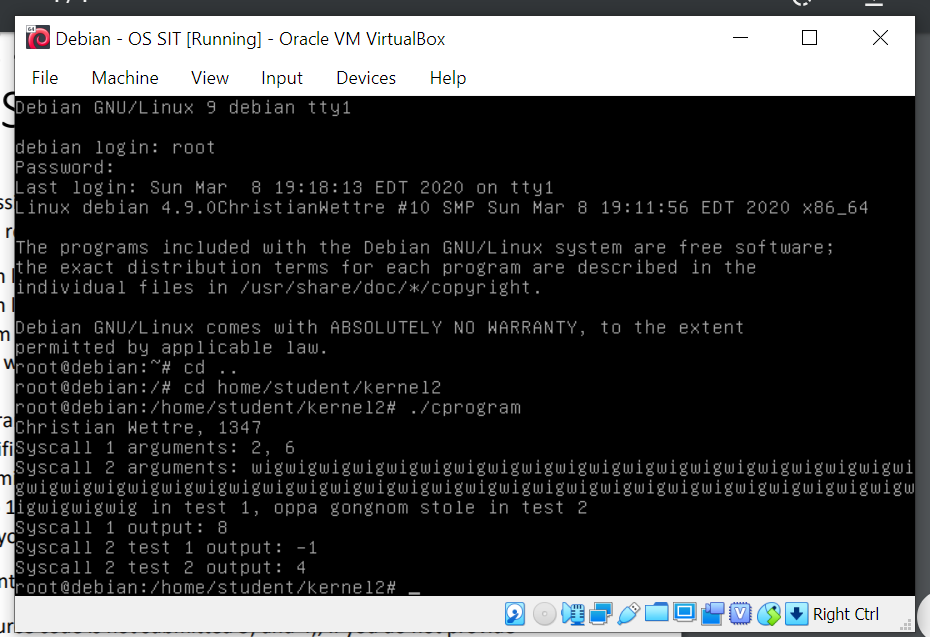 Debian - OS SIT [Running] - Oracle VM VirtualBox
File Machine View Input Devices Help
Debian GNU/Linux 9 debian tty1
debian login: root
Password:
Last login: Sun Mar  8 19:18:13 EDT 2020 on tty1
Linux debian 4.9.0ChristianWettre #10 SMP Sun Mar 8 19:11:56 EDT 2020 x86_64
The programs included with the Debian GNU/Linux system are free software;
the exact distribution terms for each program are described in the
individual files in /usr/share/doc/*/copyright.
Debian GNU/Linux comes with ABSOLUTELY NO WARRANTY, to the extent
permitted by applicable law.
root@debian:~# cd ..
root@debian:/# cd home/student/kernel2
root@debian:/home/student/kernel2# ./cprogram
Christian Wettre, 1347
Syscall 1 arguments: 2, 6
Syscall 2 arguments: wigwigwigwigwigwigwigwigwigwigwigwigwigwigwigwigwigwigwigwi
gwigwigwigwigwigwigwigwigwigwigwigwigwigwigwigwigwigwigwigwigwigwigwigwigwigwigw
igwigwigwig in test 1, oppa gongnom stole in test 2
Syscall 1 output: 8
Syscall 2 test 1 output: -1
Syscall 2 test 2 output: 4
root@debian:/home/student/kernel2# _
Right Ctrl